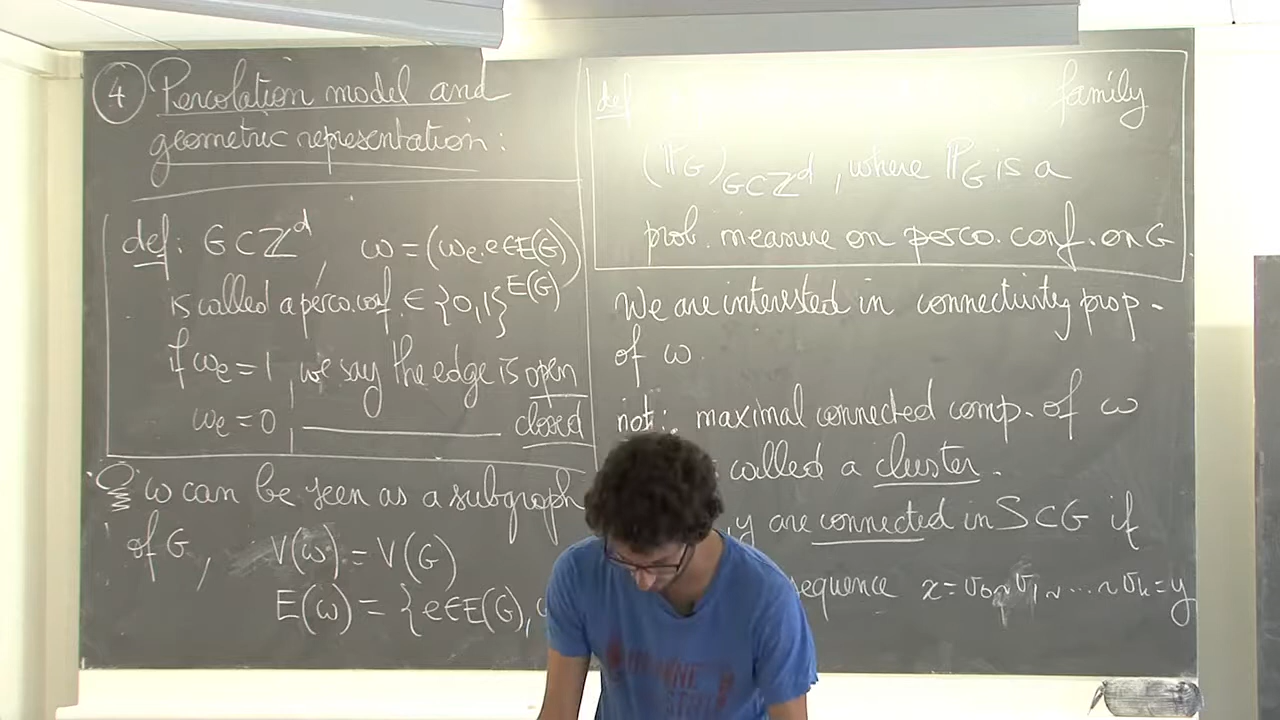 ④ Percolation model and
geometric representation:
def: G⊂ℤ^d, ω = (ω_e, e∈E(G))
is called a perco. conf. ∈ {0,1}^{E(G)}
if ω_e = 1, we say the edge is open
ω_e = 0, ———————— closed
ω can be seen as a subgraph
of G, V(ω) = V(G)
E(ω) = {e∈E(G),
def family
(ℙ_G)_{G⊂ℤ^d}, where ℙ_G is a
prob. measure on perco. conf. on G
We are interested in connectivity prop.
of ω.
not: maximal connected comp. of ω
called a cluster.
, y are connected in S⊂G if
sequence x = v_0 ~ v_1 ~ ... ~ v_k = y